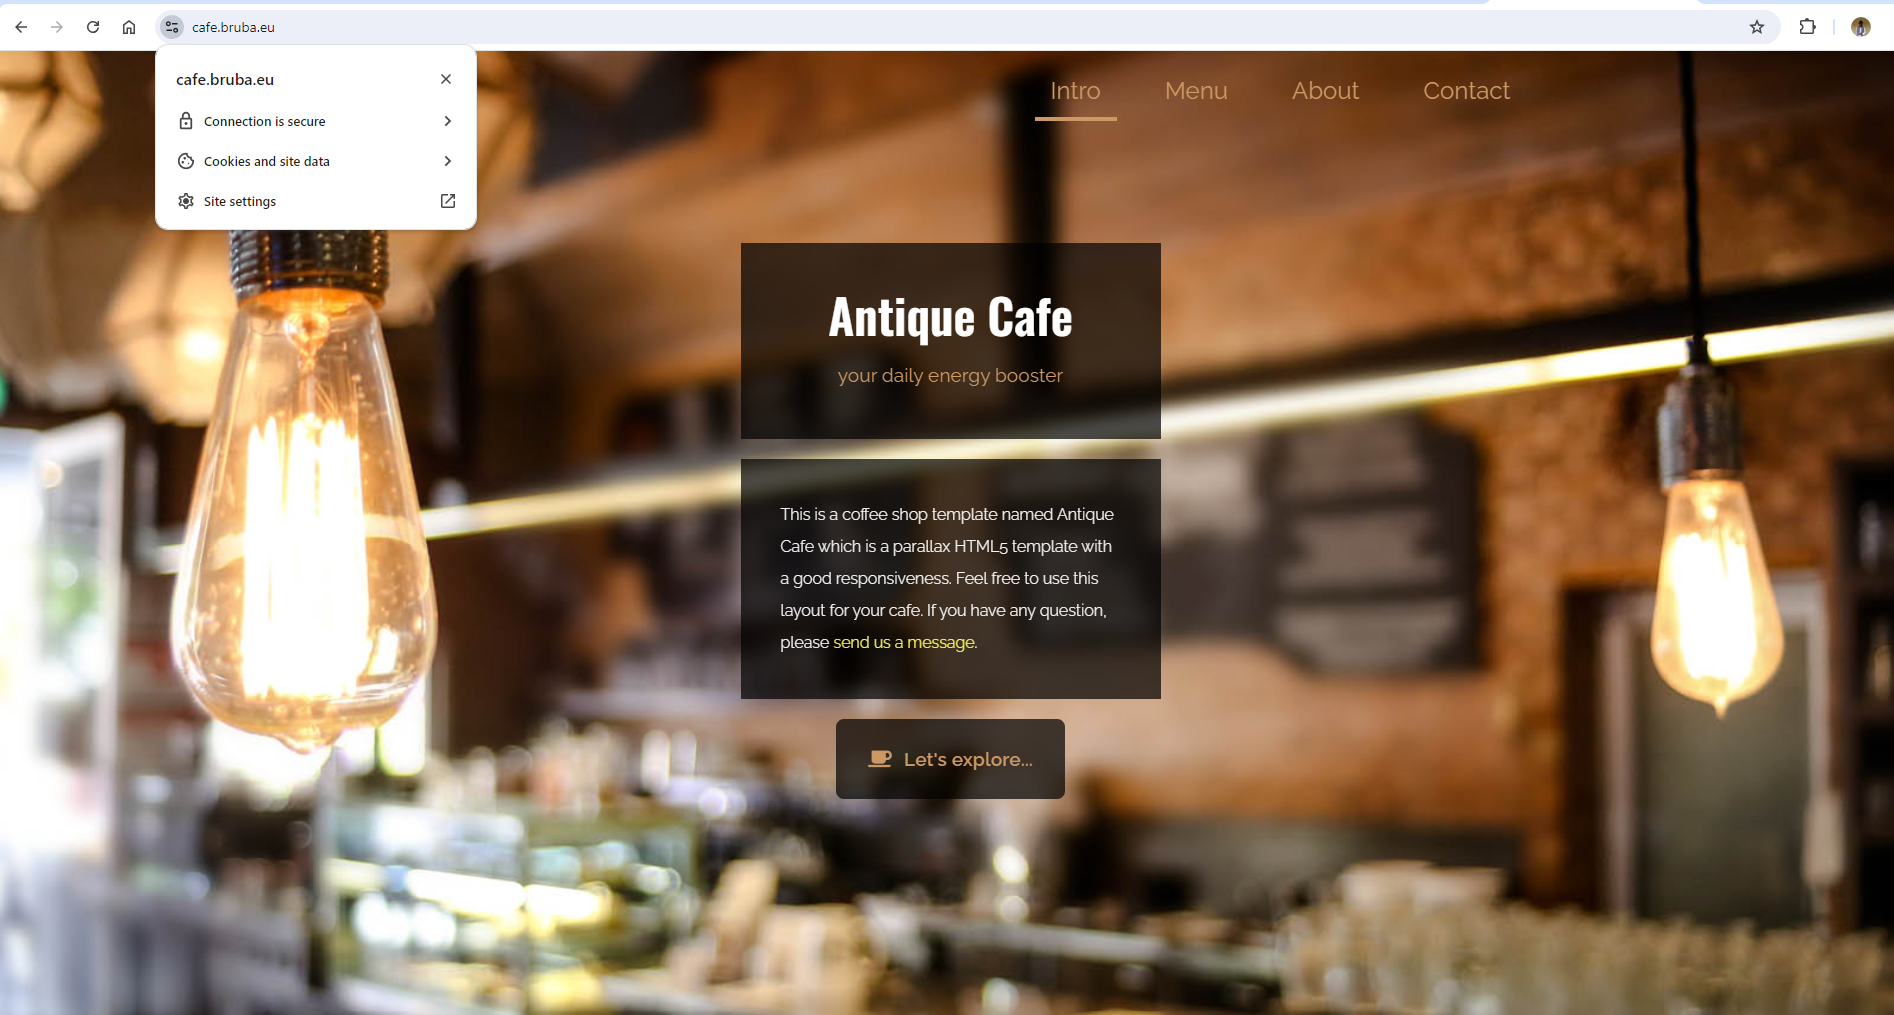 cafe.bruba.eu
cafe.bruba.eu
Connection is secure
Cookies and site data
Site settings
Intro Menu About Contact
Antique Cafe
your daily energy booster
This is a coffee shop template named Antique
Cafe which is a parallax HTML5 template with
a good responsiveness. Feel free to use this
layout for your cafe. If you have any question,
please send us a message.
Let's explore...